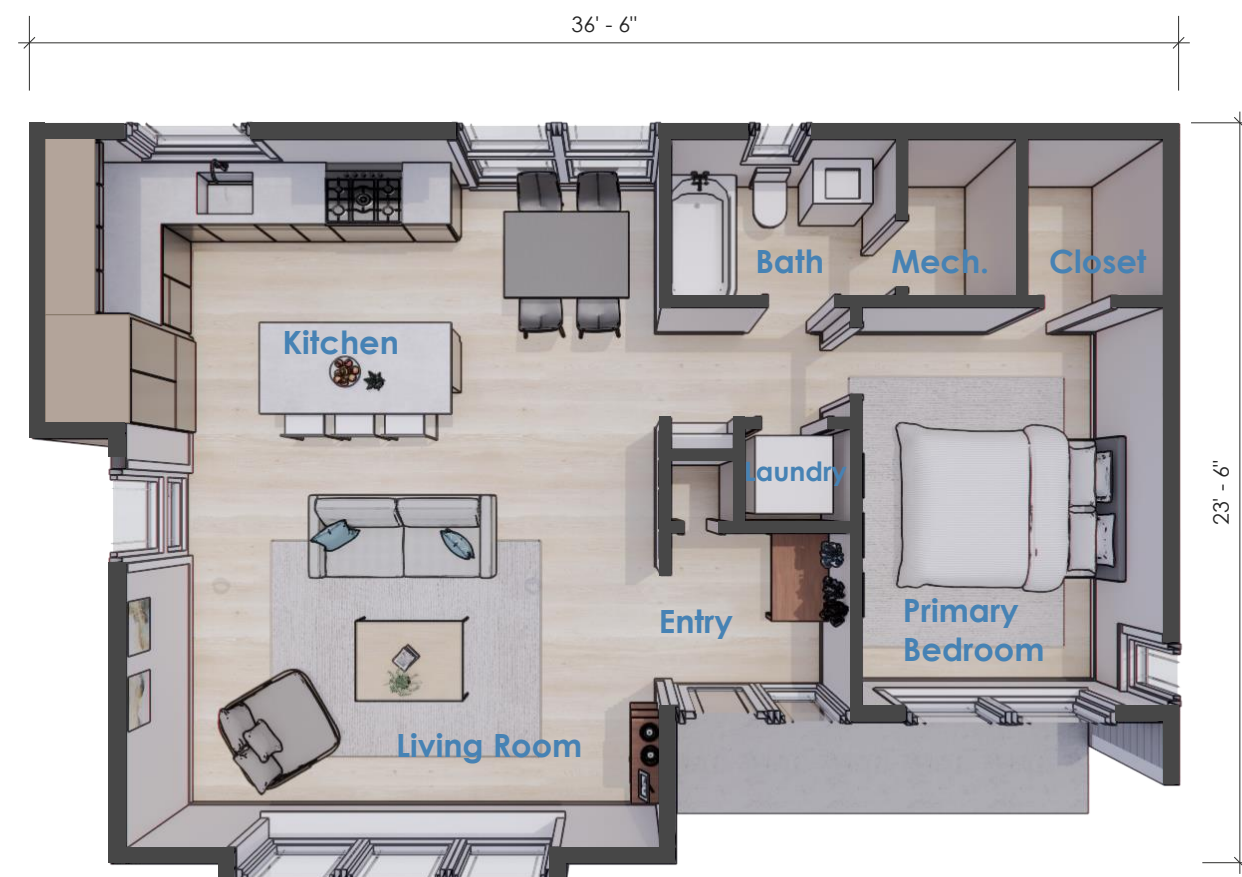 36' - 6"
Bath
Mech.
Closet
Kitchen
Laundry
23' - 6"
Entry
Primary
Bedroom
Living Room